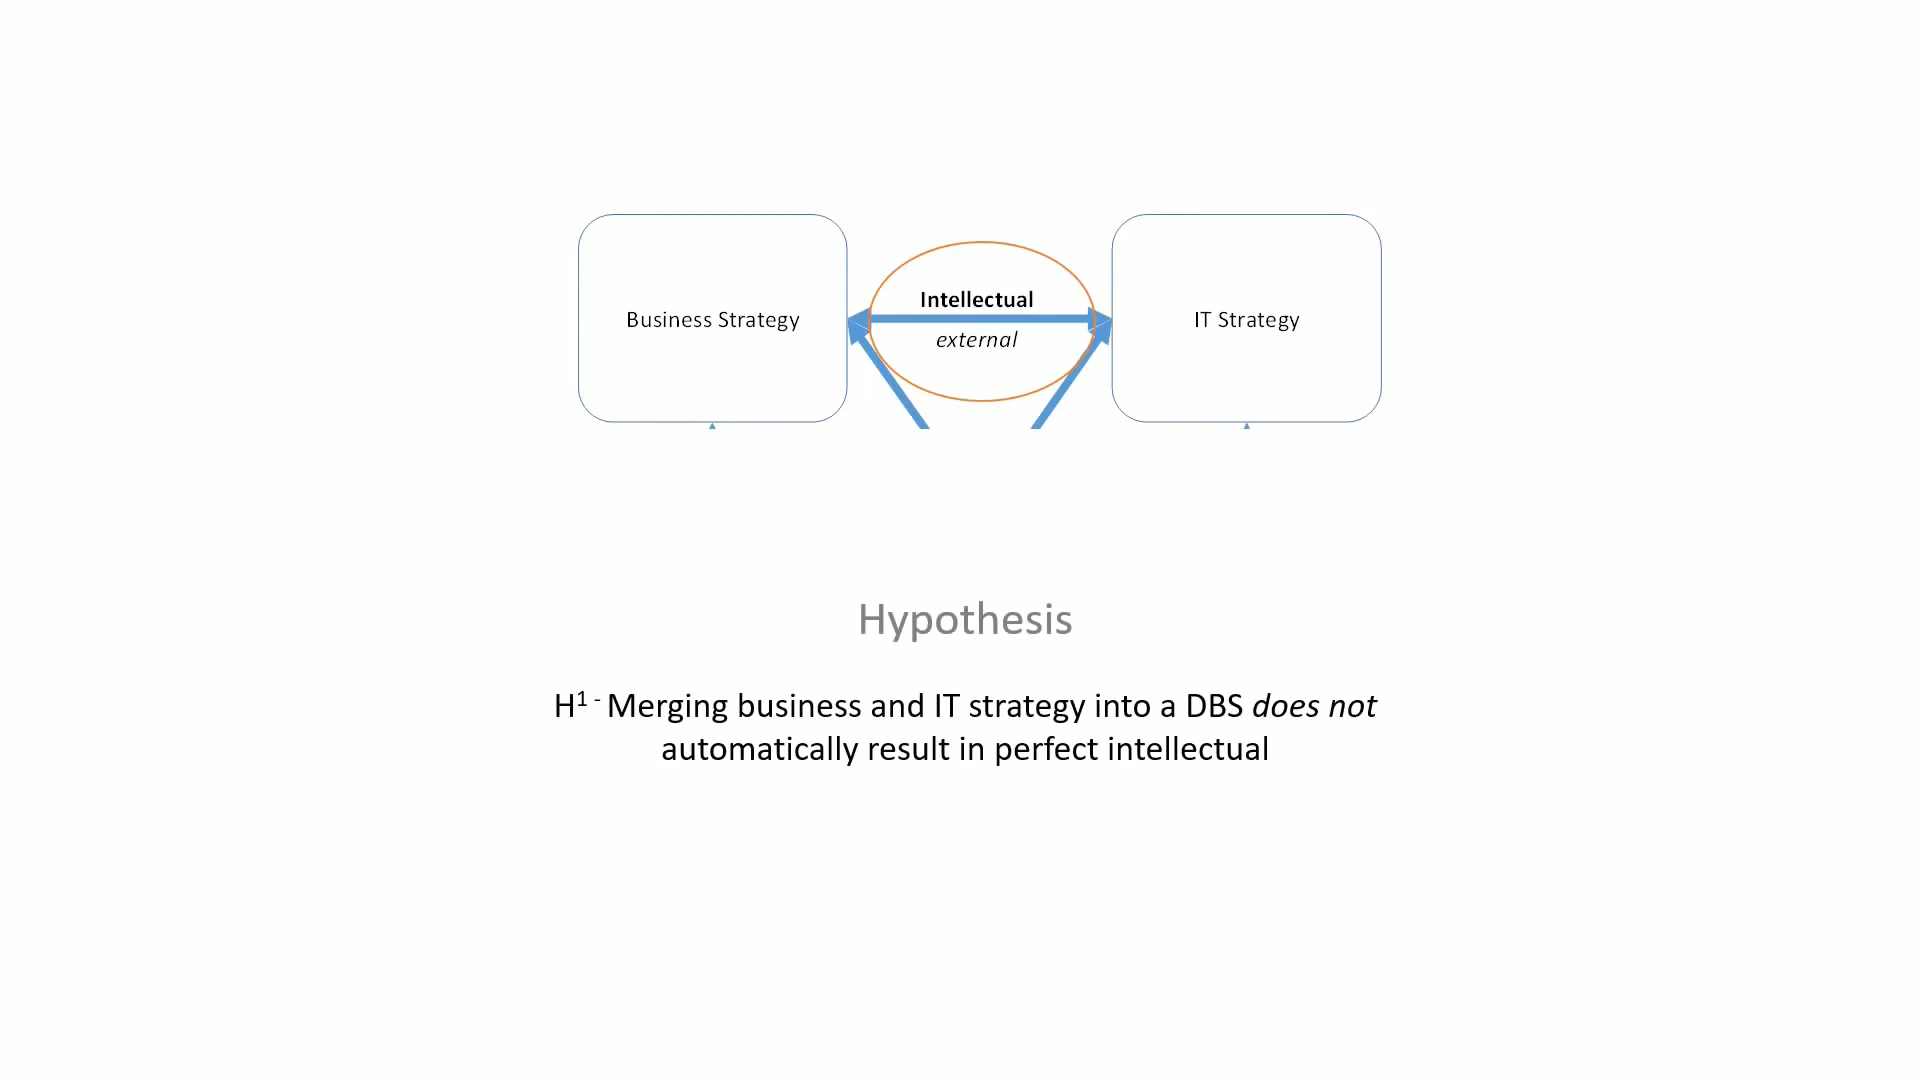 Intellectual
Business Strategy
IT Strategy
external
Hypothesis
H¹ - Merging business and IT strategy into a DBS does not
automatically result in perfect intellectual